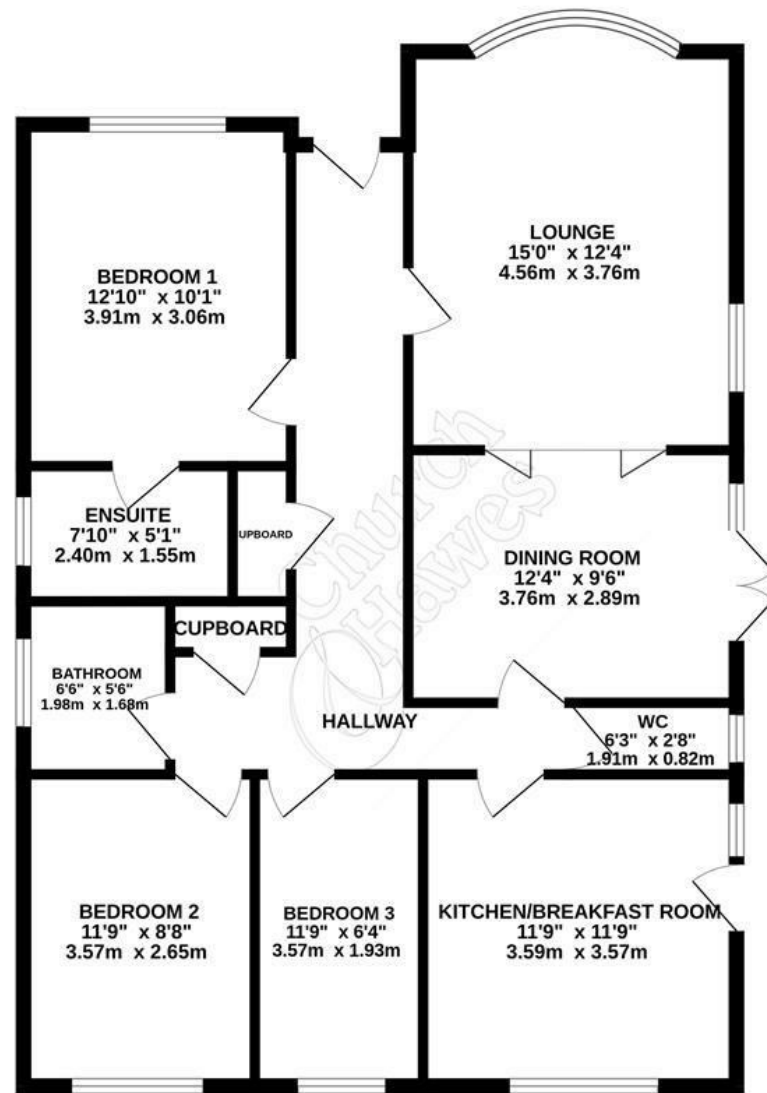 LOUNGE
15'0" x 12'4"
4.56m x 3.76m
BEDROOM 1
12'10" x 10'1"
3.91m x 3.06m
ENSUITE
7'10" x 5'1"
2.40m x 1.55m
UPBOARD
DINING ROOM
12'4" x 9'6"
3.76m x 2.89m
CUPBOARD
BATHROOM
6'6" x 5'6"
1.98m x 1.68m
HALLWAY
WC
6'3" x 2'8"
1.91m x 0.82m
BEDROOM 2
11'9" x 8'8"
3.57m x 2.65m
BEDROOM 3
11'9" x 6'4"
3.57m x 1.93m
KITCHEN/BREAKFAST ROOM
11'9" x 11'9"
3.59m x 3.57m
Church
& Hawes